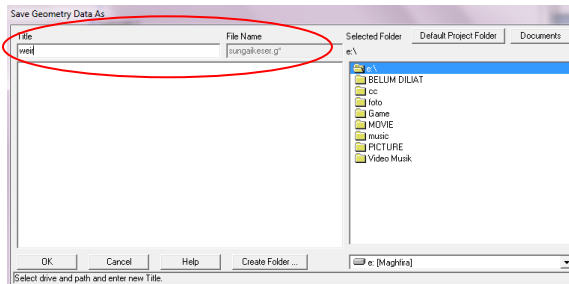 Save Geometry Data As
Title
File Name
Selected Folder
Default Project Folder
Documents
weir
sungaikeser.g*
e:\
e:\
BELUM DILIAT
cc
foto
Game
MOVIE
music
PICTURE
Video Musik
OK
Cancel
Help
Create Folder ...
e: [Maghfira]
Select drive and path and enter new Title.